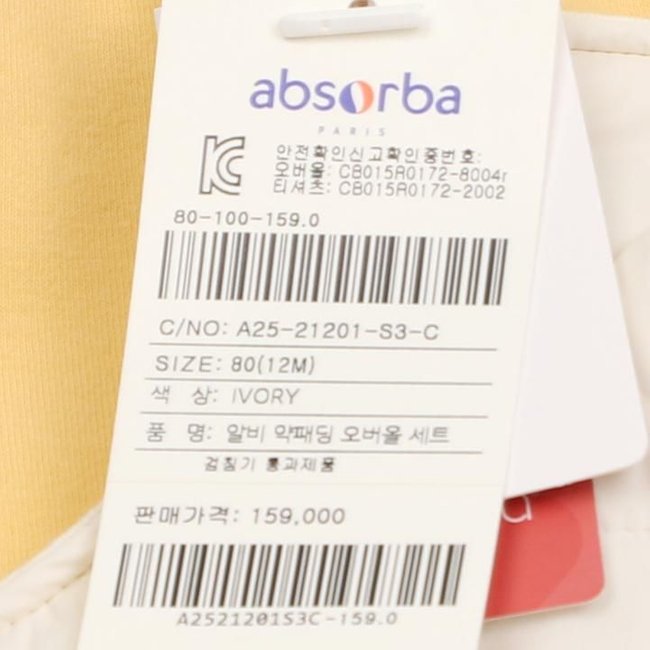 absorba
PARIS
안전확인신고확인증번호:
오버올: CB015R0172-8004r
티셔츠: CB015R0172-2002
80-100-159.0
C/NO: A25-21201-S3-C
SIZE: 80(12M)
색 상: IVORY
품 명: 알비 약패딩 오버올 세트
검침기 통과제품
판매가격: 159,000
A2521201S3C-159.0
a